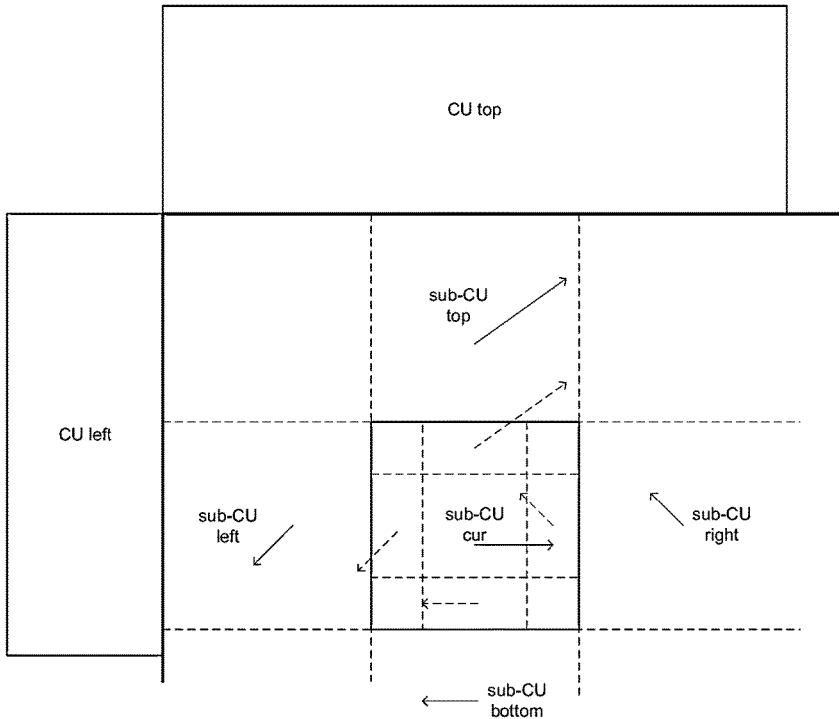 CU top
sub-CU
top
CU left
sub-CU
left
sub-CU
cur
sub-CU
right
sub-CU
bottom